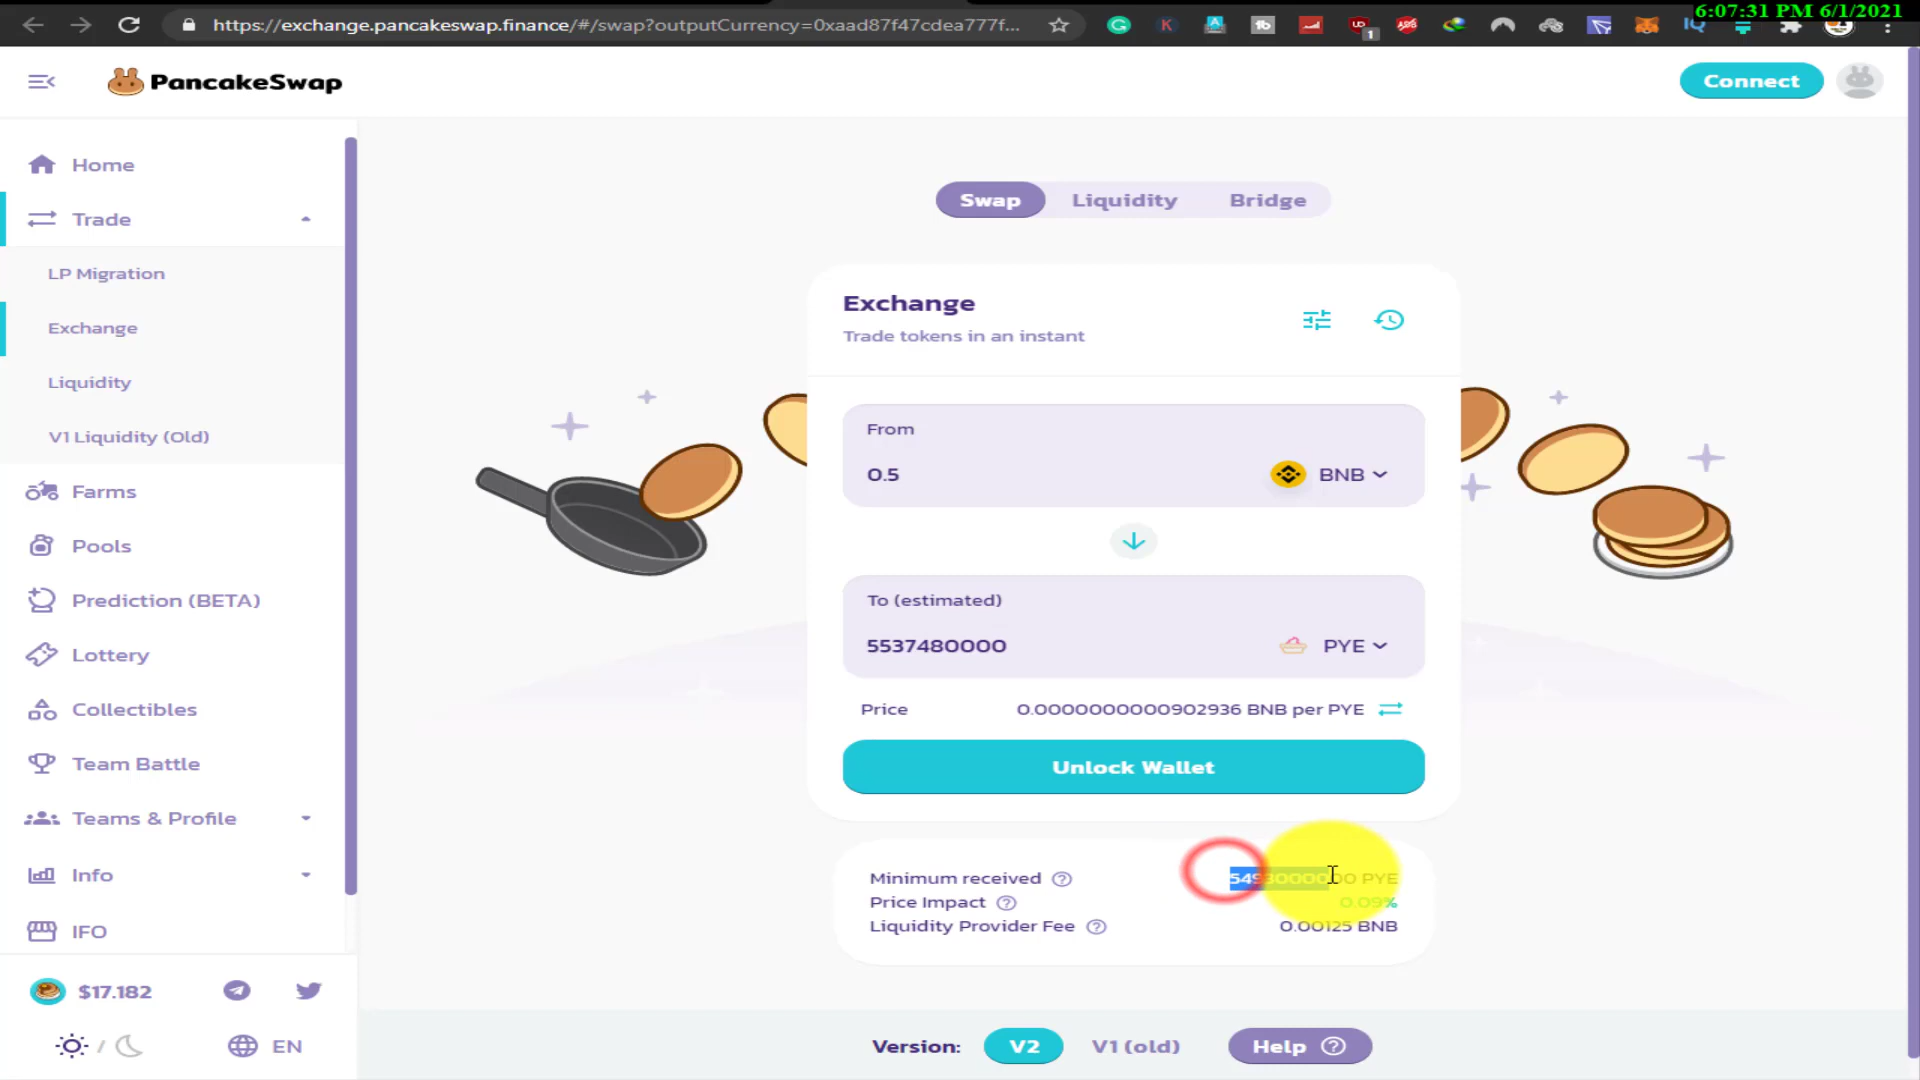 6:07:31 PM 6/1/2021
https://exchange.pancakeswap.finance/#/swap?outputCurrency=0xaad87f47cdea777f...
PancakeSwap
Connect
Home
Trade
LP Migration
Exchange
Liquidity
V1 Liquidity (Old)
Farms
Pools
Prediction (BETA)
Lottery
Collectibles
Team Battle
Teams & Profile
Info
IFO
$17.182
EN
Swap Liquidity Bridge
Exchange
Trade tokens in an instant
From
0.5 BNB
To (estimated)
5537480000 PYE
Price 0.0000000000902936 BNB per PYE
Unlock Wallet
Minimum received PYE
Price Impact 0.09%
Liquidity Provider Fee 0.00125 BNB
Version: V2 V1 (old) Help